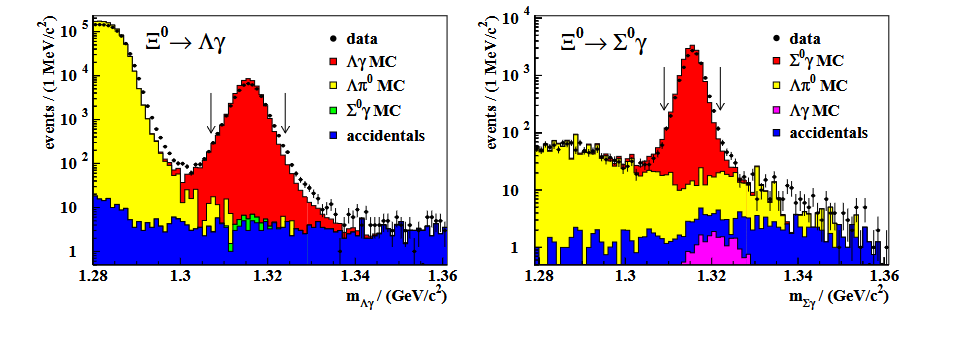 Ξ⁰ → Λγ
data
Λγ MC
Λπ⁰ MC
Σ⁰γ MC
accidentals
events / (1 MeV/c²)
10⁵
10⁴
10³
10²
10
1
1.28 1.3 1.32 1.34 1.36
m_Λγ / (GeV/c²)
Ξ⁰ → Σ⁰γ
data
Σ⁰γ MC
Λπ⁰ MC
Λγ MC
accidentals
events / (1 MeV/c²)
10⁴
10³
10²
10
1
1.28 1.3 1.32 1.34 1.36
m_Σγ / (GeV/c²)